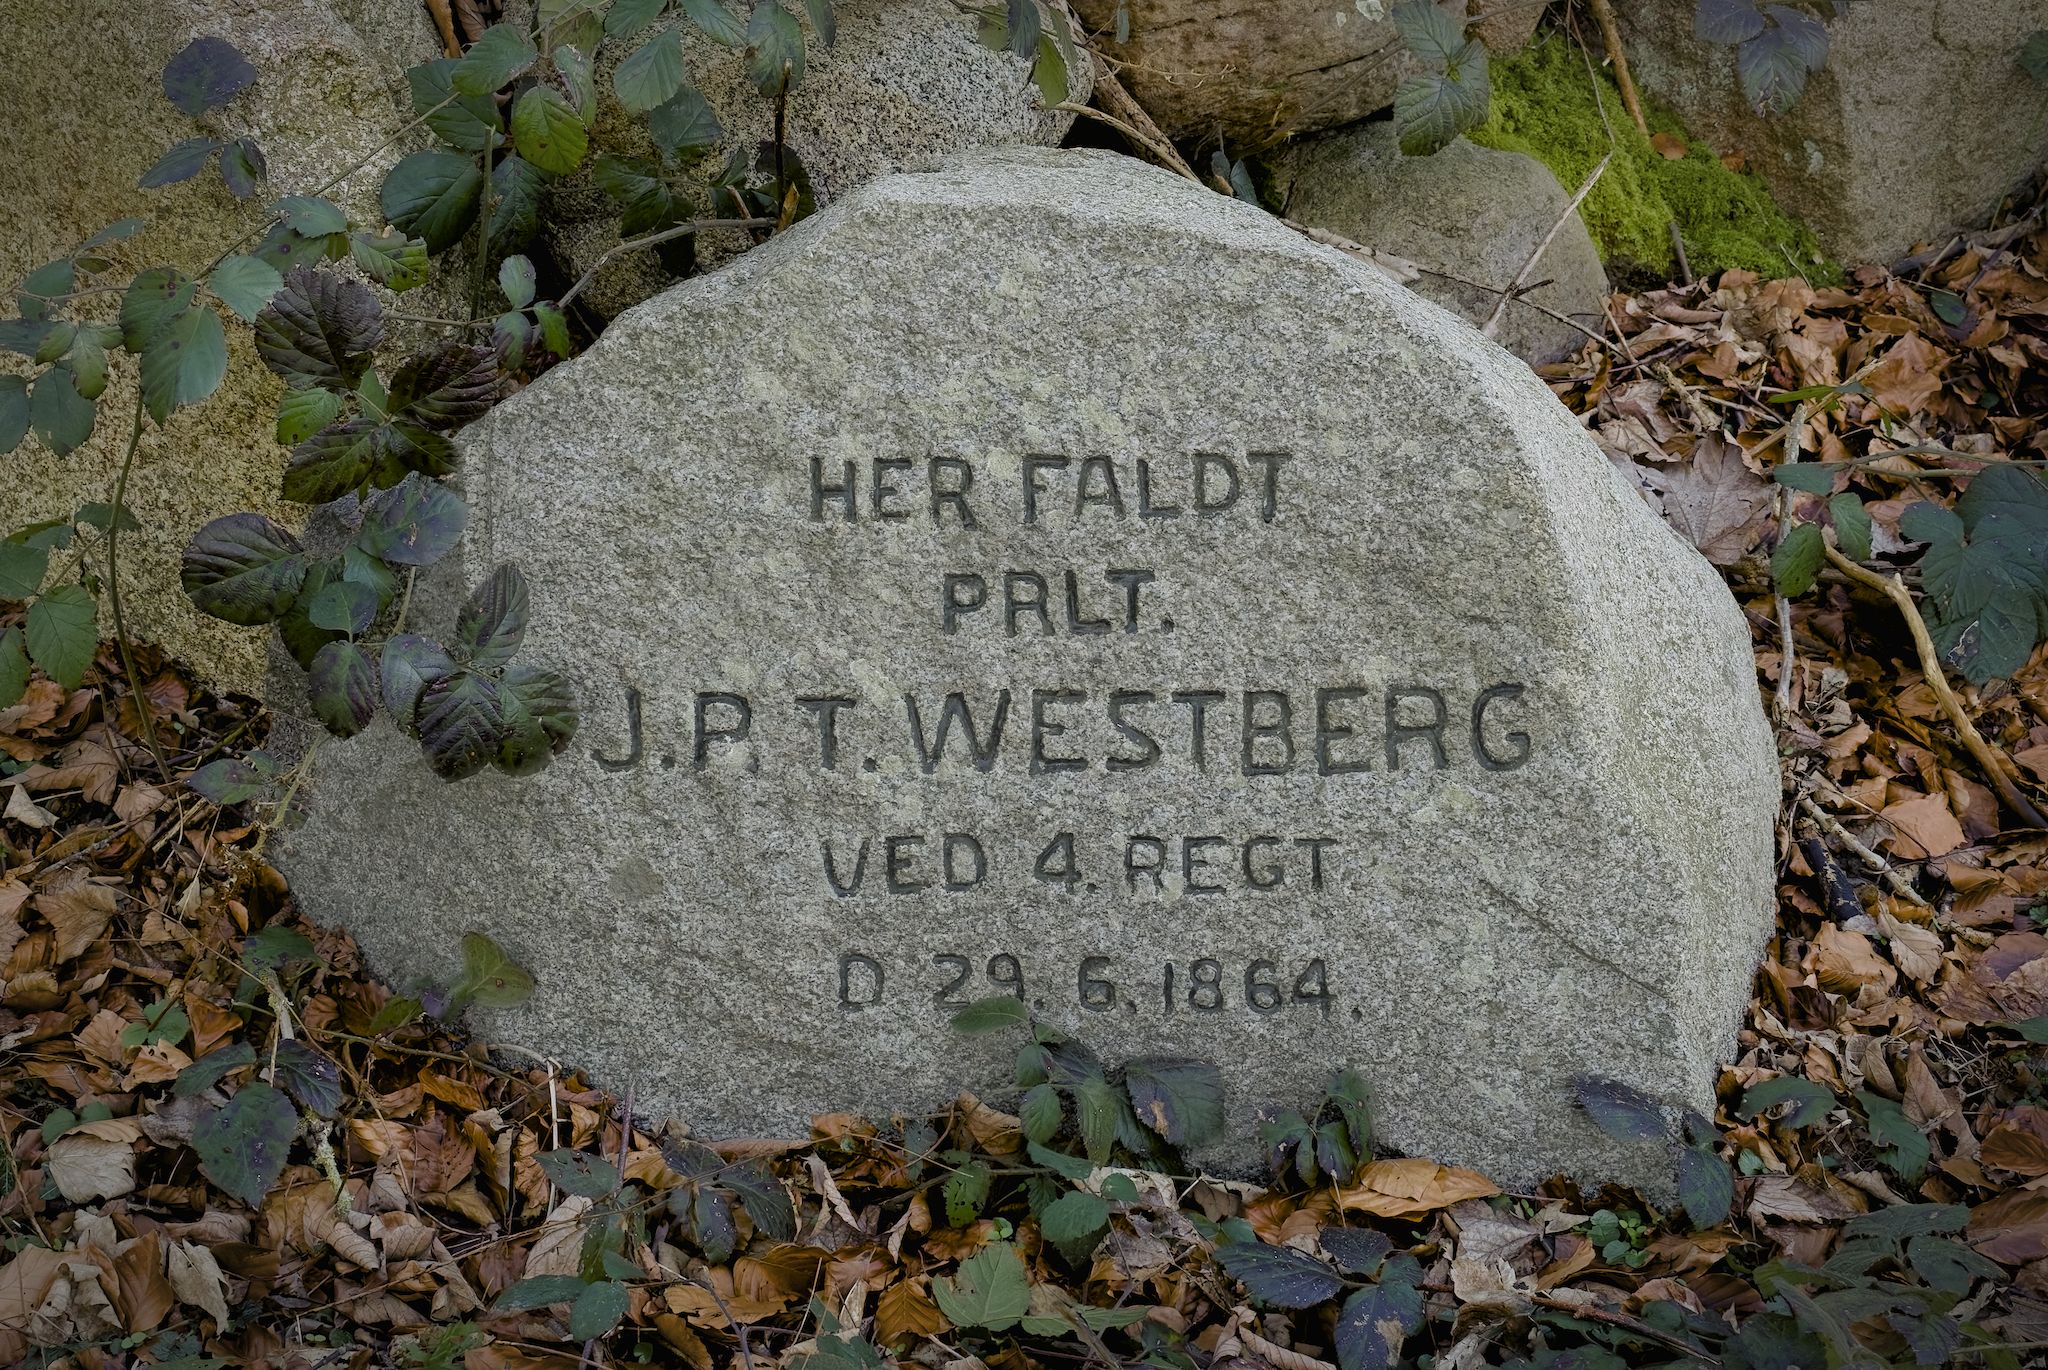 HER FALDT
PRLT.
J.P.T. WESTBERG
VED 4. REGT
D 29.6.1864.